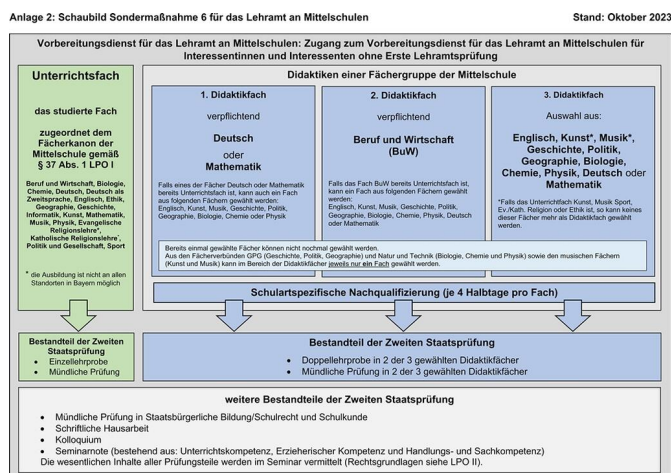 Anlage 2: Schaubild Sondermaßnahme 6 für das Lehramt an Mittelschulen
Stand: Oktober 2023
Vorbereitungsdienst für das Lehramt an Mittelschulen: Zugang zum Vorbereitungsdienst für das Lehramt an Mittelschulen für
Interessentinnen und Interessenten ohne Erste Lehramtsprüfung
Unterrichtsfach
das studierte Fach
zugeordnet dem
Fächerkanon der
Mittelschule gemäß
§ 37 Abs. 1 LPO I
Beruf und Wirtschaft, Biologie,
Chemie, Deutsch, Deutsch als
Zweitsprache, Englisch, Ethik,
Geographie, Geschichte,
Informatik, Kunst, Mathematik,
Musik, Physik, Evangelische
Religionslehre*,
Katholische Religionslehre*,
Politik und Gesellschaft, Sport
* die Ausbildung ist nicht an allen
Standorten in Bayern möglich
Didaktiken einer Fächergruppe der Mittelschule
1. Didaktikfach
verpflichtend
Deutsch
oder
Mathematik
Falls eines der Fächer Deutsch oder Mathematik
bereits Unterrichtsfach ist, kann auch ein Fach
aus folgenden Fächern gewählt werden:
Englisch, Kunst, Musik, Geschichte, Politik,
Geographie, Biologie, Chemie oder Physik
2. Didaktikfach
verpflichtend
Beruf und Wirtschaft
(BuW)
Falls das Fach BuW bereits Unterrichtsfach ist,
kann ein Fach aus folgenden Fächern gewählt
werden:
Englisch, Kunst, Musik, Geschichte, Politik,
Geographie, Biologie, Chemie, Physik, Deutsch
oder Mathematik
3. Didaktikfach
Auswahl aus:
Englisch, Kunst*, Musik*,
Geschichte, Politik,
Geographie, Biologie,
Chemie, Physik, Deutsch oder
Mathematik
*Falls das Unterrichtfach Kunst, Musik Sport,
Ev./Kath. Religion oder Ethik ist, so kann keines
dieser Fächer mehr als Didaktikfach gewählt
werden.
Bereits einmal gewählte Fächer können nicht nochmal gewählt werden.
Aus den Fächerverbünden GPG (Geschichte, Politik, Geographie) und Natur und Technik (Biologie, Chemie und Physik) sowie den musischen Fächern
(Kunst und Musik) kann im Bereich der Didaktikfächer jeweils nur ein Fach gewählt werden.
Schulartspezifische Nachqualifizierung (je 4 Halbtage pro Fach)
Bestandteil der Zweiten
Staatsprüfung
• Einzellehrprobe
• Mündliche Prüfung
Bestandteil der Zweiten Staatsprüfung
• Doppellehrprobe in 2 der 3 gewählten Didaktikfächer
• Mündliche Prüfung in 2 der 3 gewählten Didaktikfächer
weitere Bestandteile der Zweiten Staatsprüfung
• Mündliche Prüfung in Staatsbürgerliche Bildung/Schulrecht und Schulkunde
• Schriftliche Hausarbeit
• Kolloquium
• Seminarnote (bestehend aus: Unterrichtskompetenz, Erzieherischer Kompetenz und Handlungs- und Sachkompetenz)
Die wesentlichen Inhalte aller Prüfungsteile werden im Seminar vermittelt (Rechtsgrundlagen siehe LPO II).